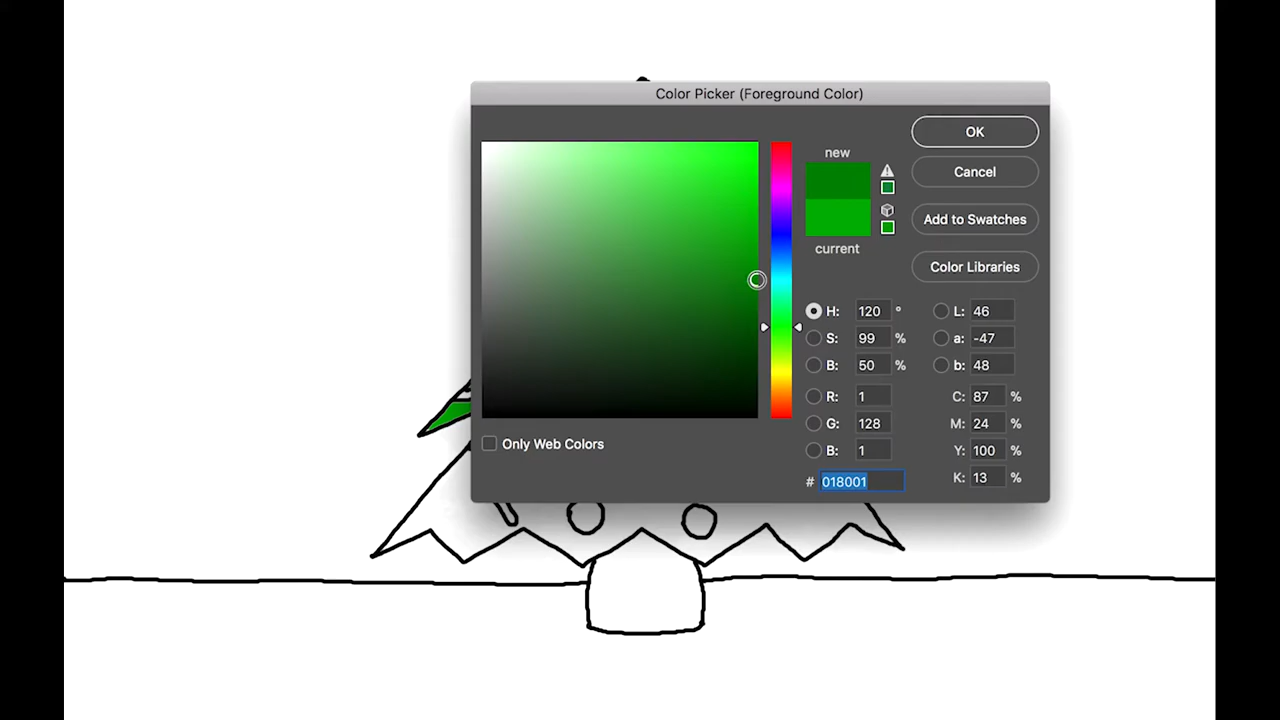 Color Picker (Foreground Color)
new
current
OK
Cancel
Add to Swatches
Color Libraries
H: 120 °
S: 99 %
B: 50 %
R: 1
G: 128
B: 1
# 018001
L: 46
a: -47
b: 48
C: 87 %
M: 24 %
Y: 100 %
K: 13 %
Only Web Colors